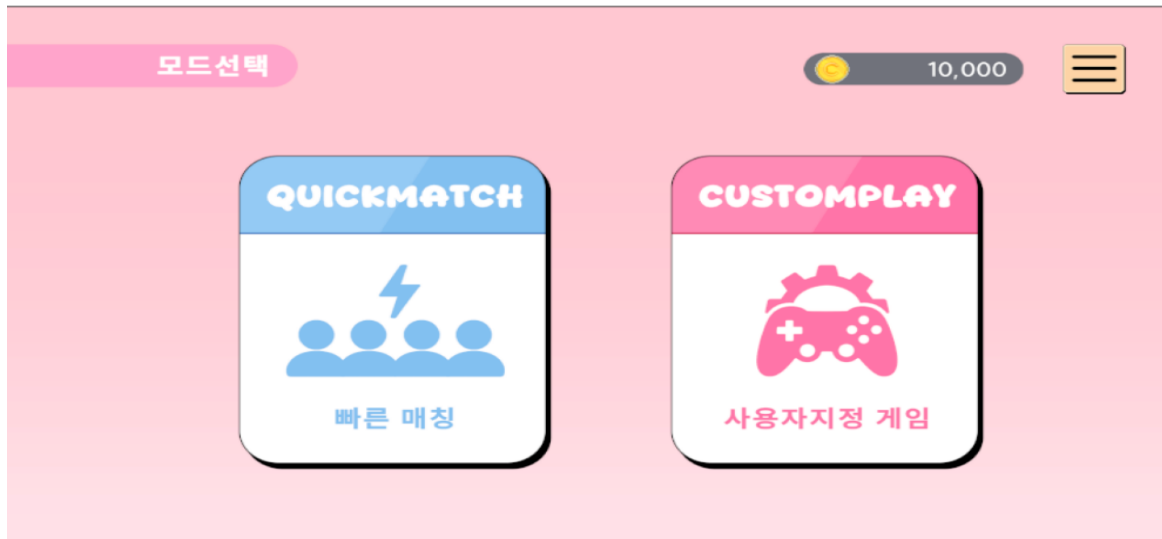 모드선택
10,000
QUICKMATCH
CUSTOMPLAY
빠른 매칭
사용자지정 게임